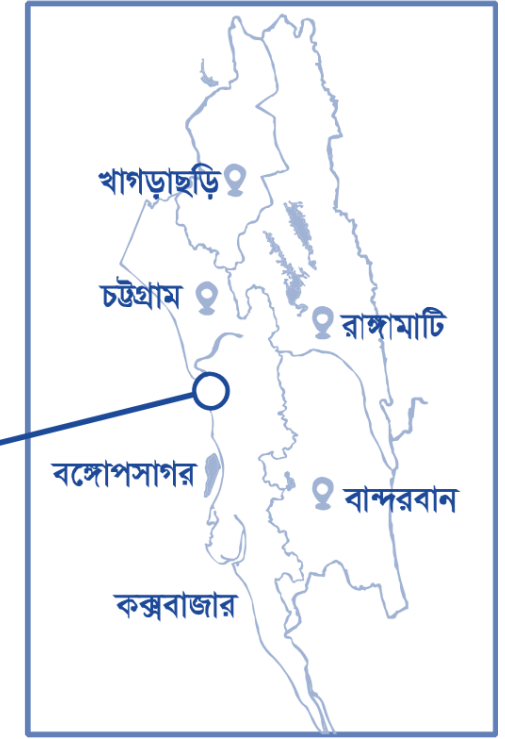 খাগড়াছড়ি
চট্টগ্রাম
রাঙ্গামাটি
বঙ্গোপসাগর
বান্দরবান
কক্সবাজার